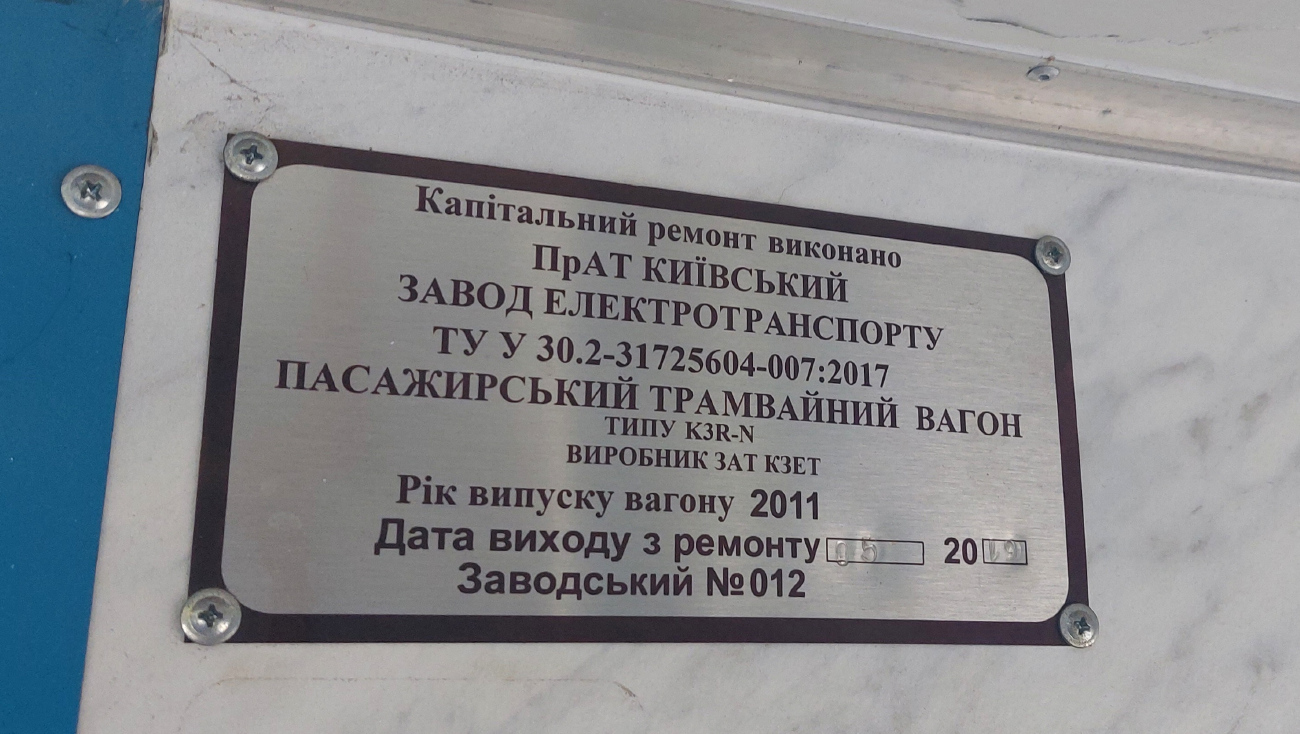 Капітальний ремонт виконано
ПрАТ КИЇВСЬКИЙ
ЗАВОД ЕЛЕКТРОТРАНСПОРТУ
ТУ У 30.2-31725604-007:2017
ПАСАЖИРСЬКИЙ ТРАМВАЙНИЙ ВАГОН
ТИПУ K3R-N
ВИРОБНИК ЗАТ КЗЕТ
Рік випуску вагону 2011
Дата виходу з ремонту 05 2019
Заводський №012